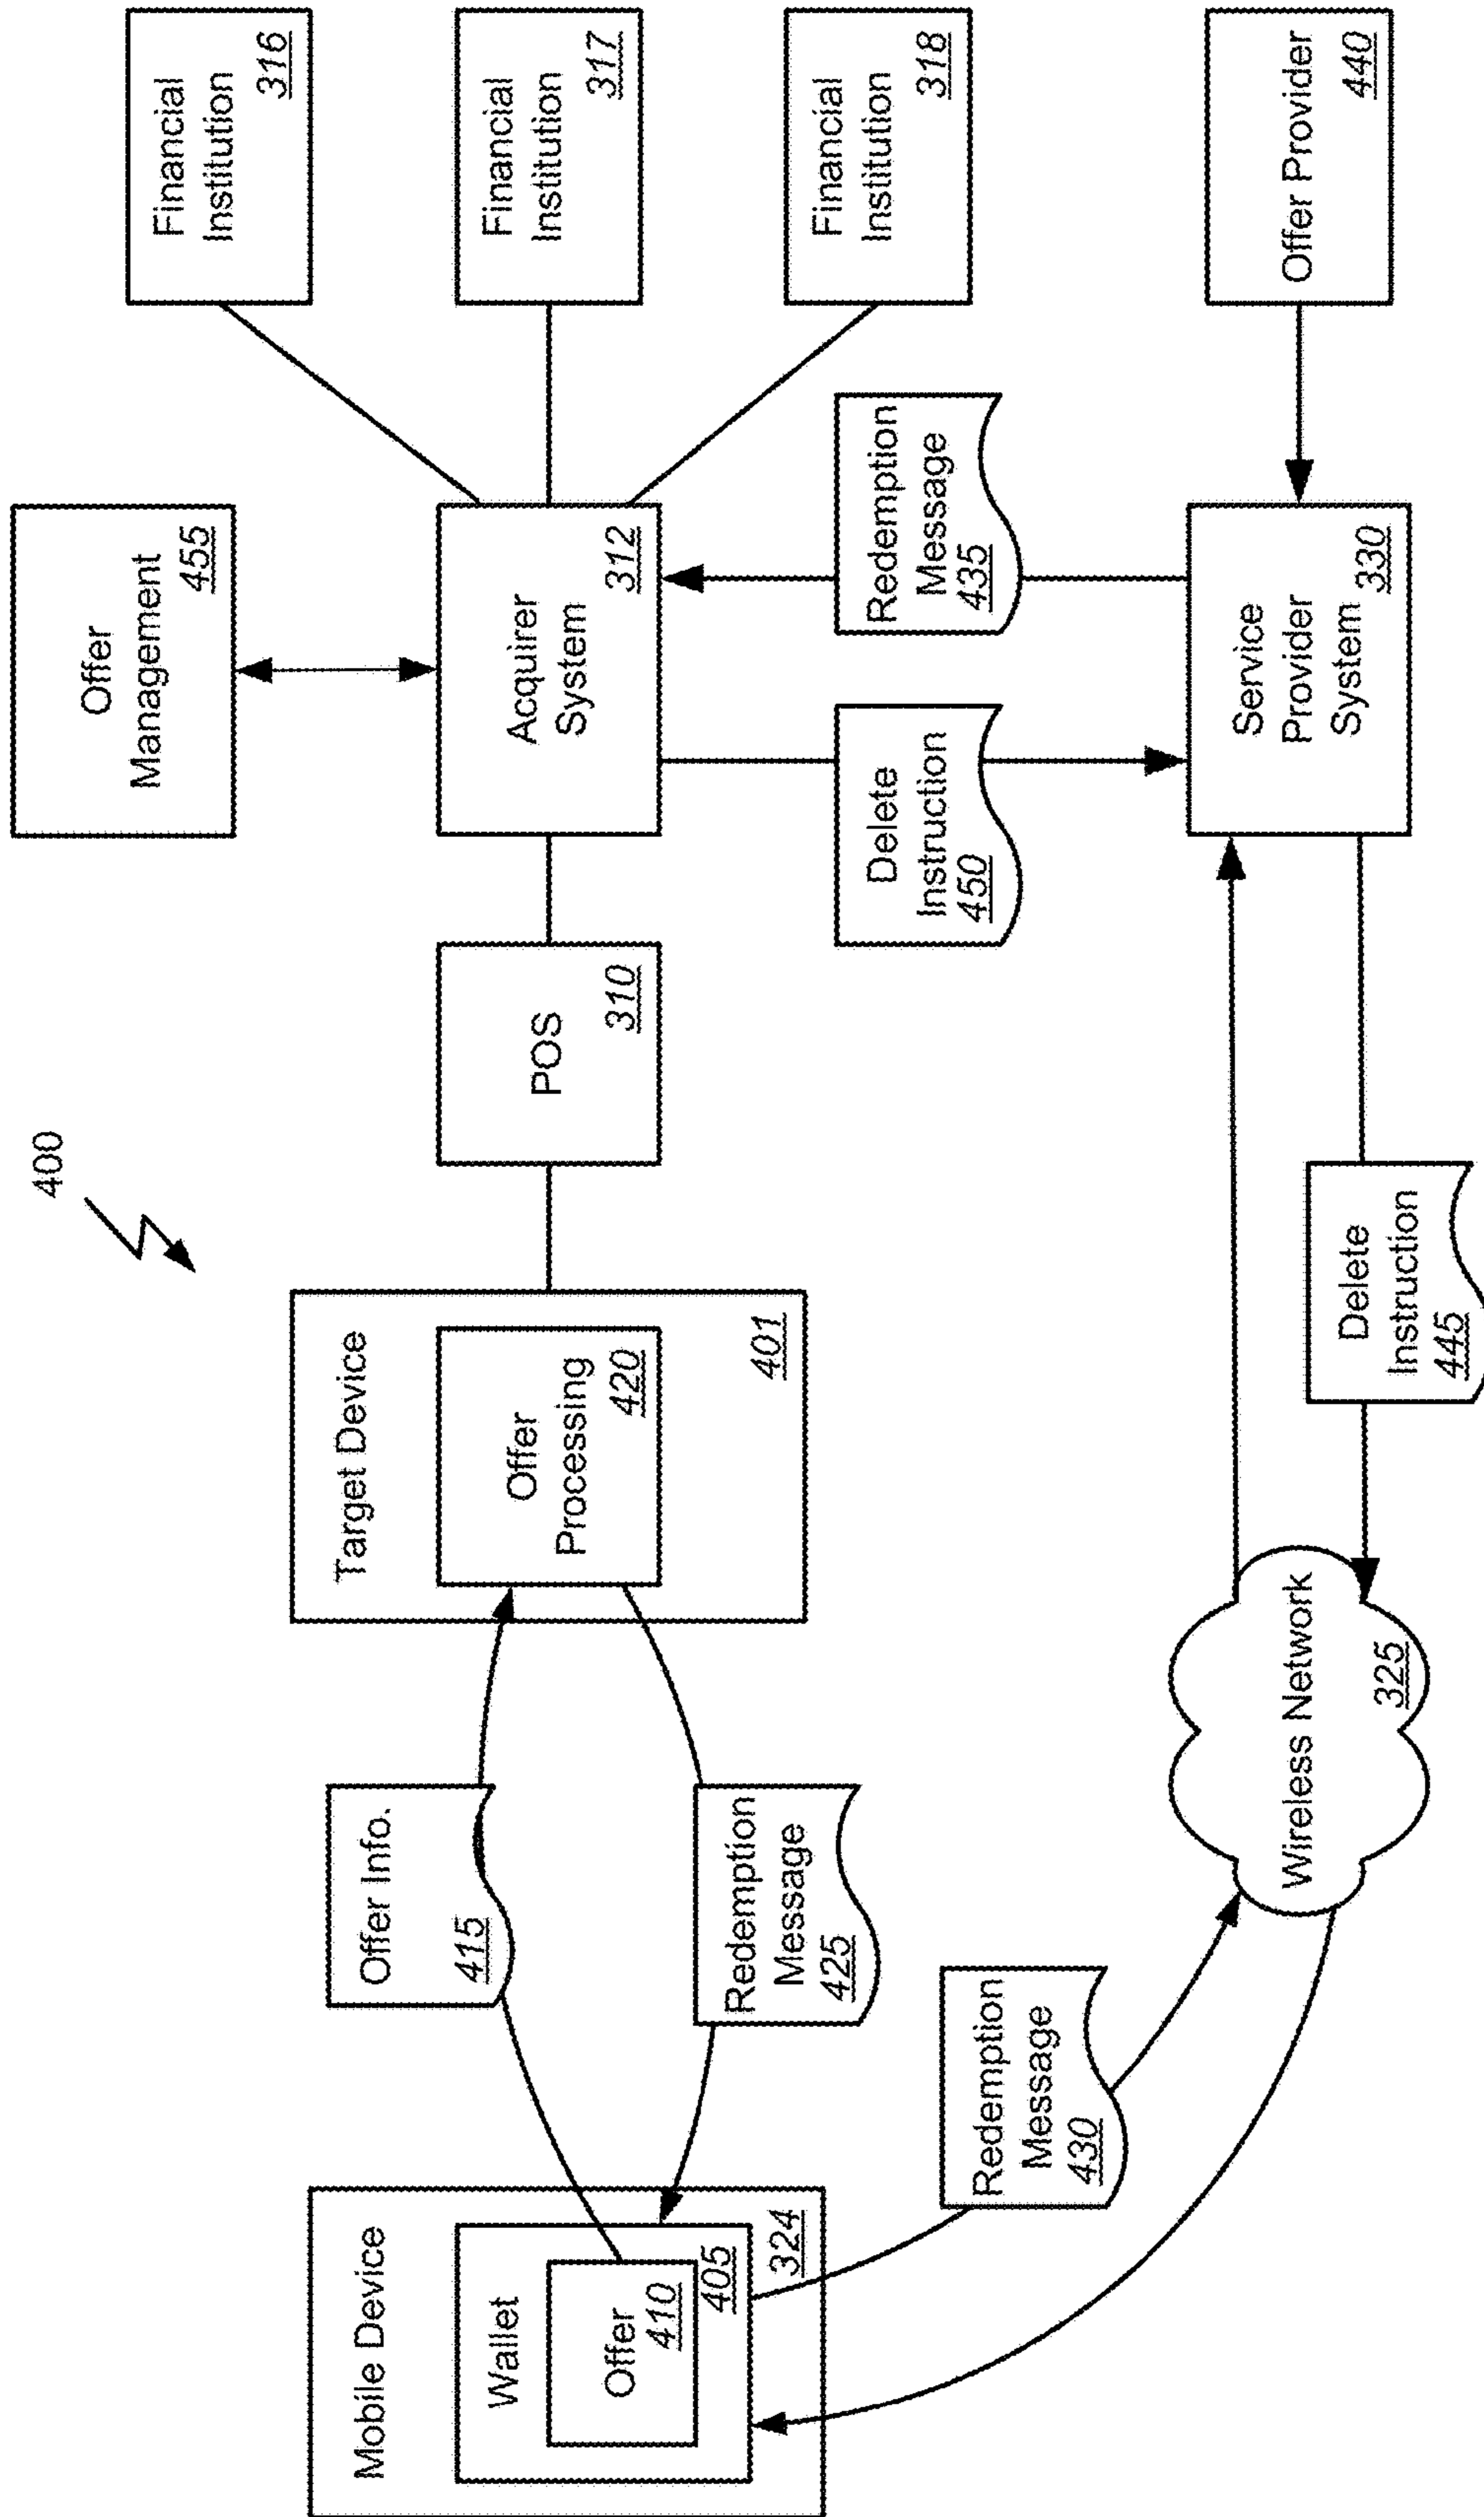 400
Mobile Device
324
Wallet
405
Offer
410
Offer Info.
415
Redemption
Message
425
Target Device
401
Offer
Processing
420
POS
310
Offer
Management
455
Acquirer
System
312
Financial
Institution
316
Financial
Institution
317
Financial
Institution
318
Redemption
Message
430
Wireless Network
325
Delete
Instruction
450
Redemption
Message
435
Delete
Instruction
445
Service
Provider
System
330
Offer Provider
440